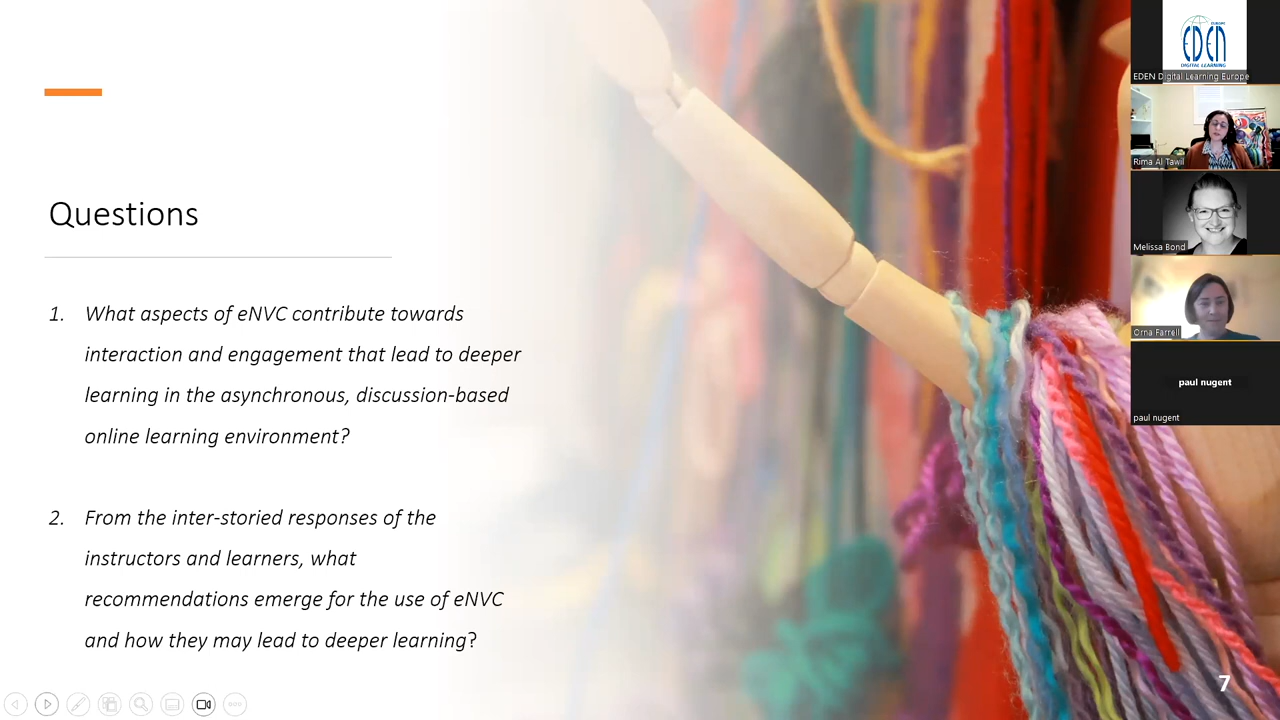 Questions
1. What aspects of eNVC contribute towards
interaction and engagement that lead to deeper
learning in the asynchronous, discussion-based
online learning environment?
2. From the inter-storied responses of the
instructors and learners, what
recommendations emerge for the use of eNVC
and how they may lead to deeper learning?
7
EUROPE
EDEN
DIGITAL LEARNING
EDEN Digital Learning Europe
Rima Al Tawil
Melissa Bond
Orna Farrell
paul nugent
paul nugent